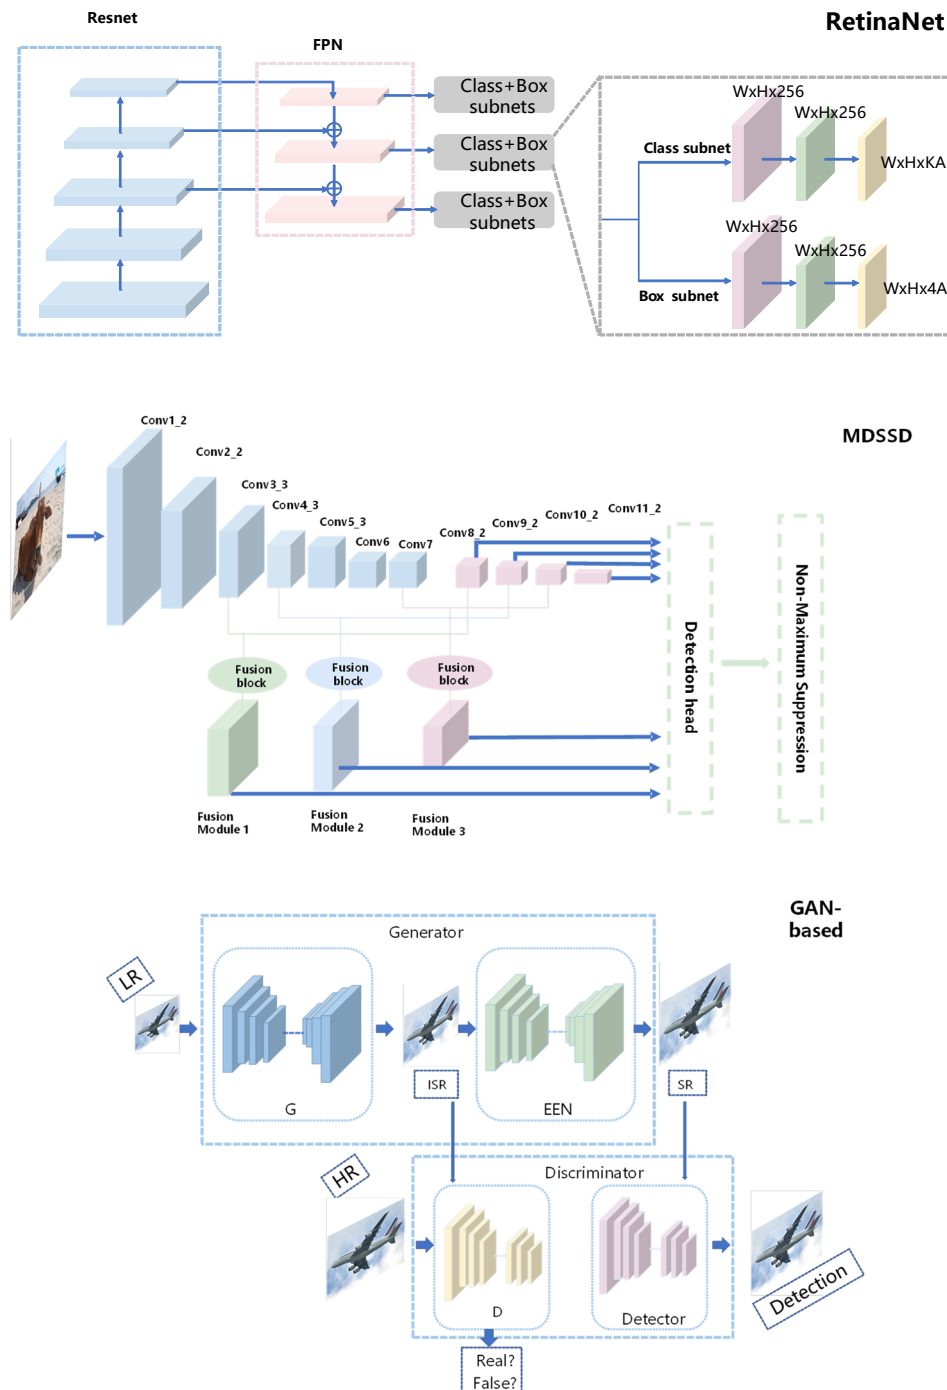 Resnet
RetinaNet
FPN
Class+Box
subnets
Class+Box
subnets
Class+Box
subnets
WxHx256
WxHx256
Class subnet
WxHxKA
WxHx256
WxHx256
Box subnet
WxHx4A
MDSSD
Conv1_2
Conv2_2
Conv3_3
Conv4_3
Conv5_3
Conv6
Conv7
Conv8_2
Conv9_2
Conv10_2
Conv11_2
Detection head
Non-Maximum Suppression
Fusion
block
Fusion
block
Fusion
block
Fusion
Module 1
Fusion
Module 2
Fusion
Module 3
GAN-
based
Generator
LR
G
ISR
EEN
SR
HR
Discriminator
D
Detector
Detection
Real?
False?